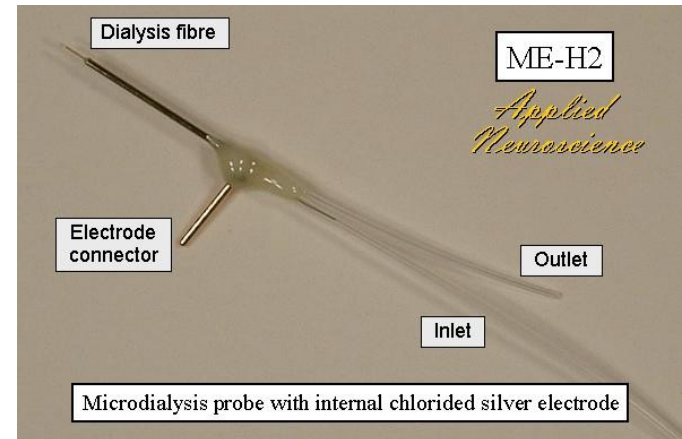 Dialysis fibre
ME-H2
Applied
Neuroscience
Electrode
connector
Outlet
Inlet
Microdialysis probe with internal chlorided silver electrode